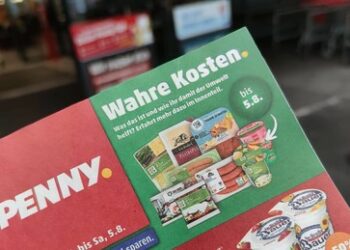 Wahre Kosten.
Was das ist und wie ihr damit der Umwelt
helft? Erfahrt mehr dazu im Innenteil.
bis
5.8.
PENNY.
bis Sa, 5.8.
sparen.